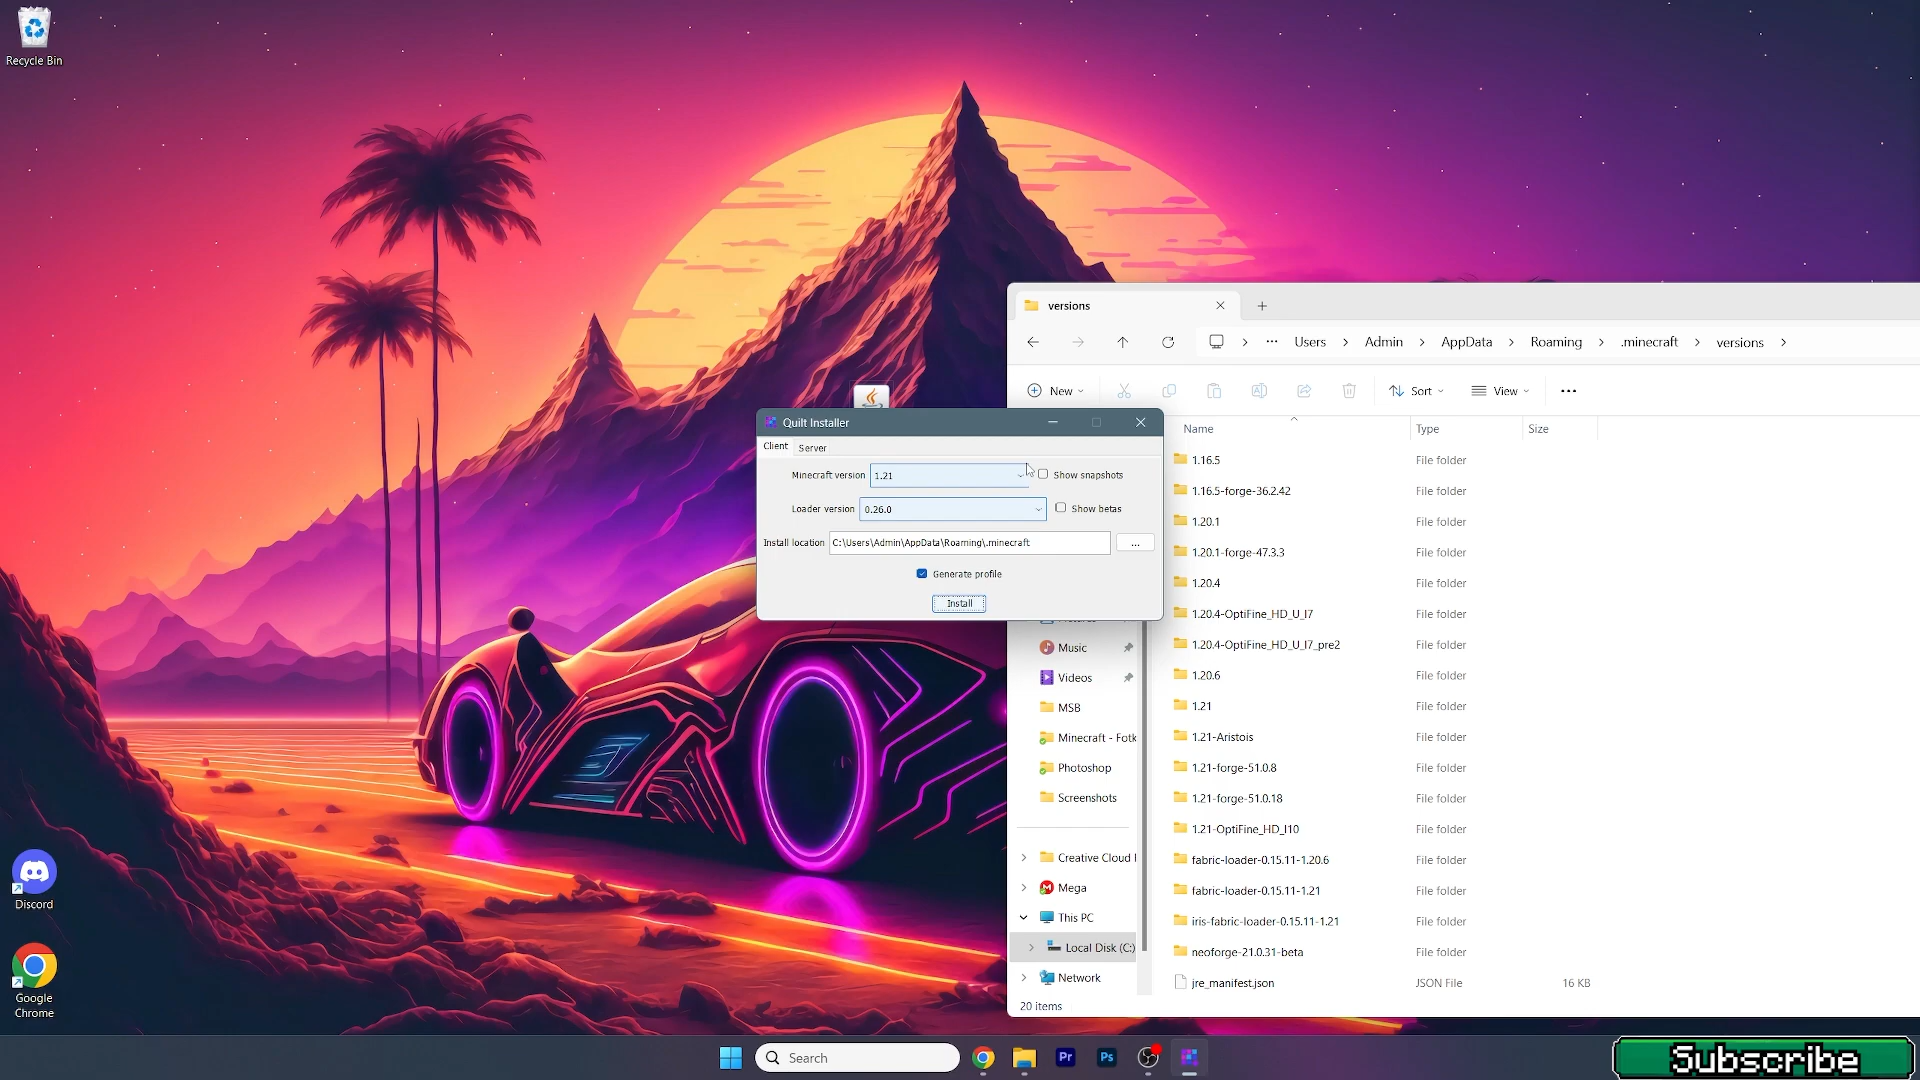 Recycle Bin
Discord
Google
Chrome
versions
Users
Admin
AppData
Roaming
.minecraft
versions
New
Sort
View
Name
Type
Size
Quilt Installer
Client
Server
Minecraft version
1.21
Show snapshots
Loader version
0.26.0
Show betas
Install location
C:\Users\Admin\AppData\Roaming\.minecraft
...
Generate profile
Install
Music
Videos
MSB
Minecraft - Fotk
Photoshop
Screenshots
Creative Cloud
Mega
This PC
Local Disk (C:)
Network
1.16.5 File folder
1.16.5-forge-36.2.42 File folder
1.20.1 File folder
1.20.1-forge-47.3.3 File folder
1.20.4 File folder
1.20.4-OptiFine_HD_U_I7 File folder
1.20.4-OptiFine_HD_U_I7_pre2 File folder
1.20.6 File folder
1.21 File folder
1.21-Aristois File folder
1.21-forge-51.0.8 File folder
1.21-forge-51.0.18 File folder
1.21-OptiFine_HD_I10 File folder
fabric-loader-0.15.11-1.20.6 File folder
fabric-loader-0.15.11-1.21 File folder
iris-fabric-loader-0.15.11-1.21 File folder
neoforge-21.0.31-beta File folder
jre_manifest.json JSON File 16 KB
20 items
Search
Pr
Ps
Subscribe